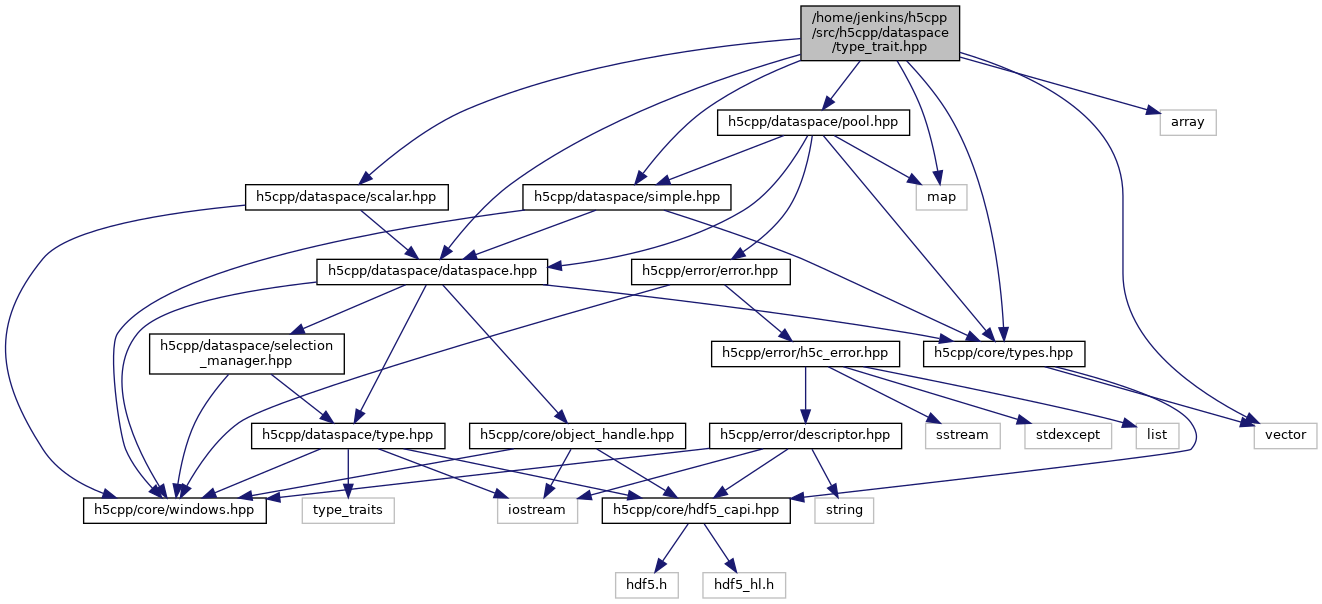 /home/jenkins/h5cpp
/src/h5cpp/dataspace
/type_trait.hpp
h5cpp/dataspace/pool.hpp
array
h5cpp/dataspace/scalar.hpp
h5cpp/dataspace/simple.hpp
map
h5cpp/dataspace/dataspace.hpp
h5cpp/error/error.hpp
h5cpp/dataspace/selection
_manager.hpp
h5cpp/error/h5c_error.hpp
h5cpp/core/types.hpp
h5cpp/dataspace/type.hpp
h5cpp/core/object_handle.hpp
h5cpp/error/descriptor.hpp
sstream
stdexcept
list
vector
h5cpp/core/windows.hpp
type_traits
iostream
h5cpp/core/hdf5_capi.hpp
string
hdf5.h
hdf5_hl.h